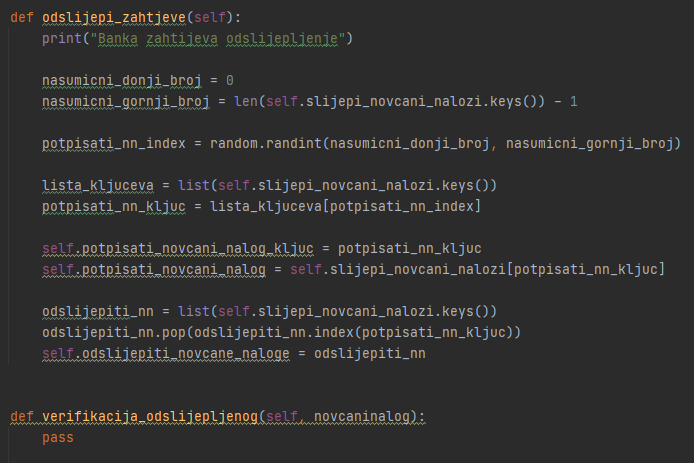 def odslijepi_zahtjeve(self):
    print("Banka zahtijeva odslijepljenje")
    nasumicni_donji_broj = 0
    nasumicni_gornji_broj = len(self.slijepi_novcani_nalozi.keys()) - 1
    potpisati_nn_index = random.randint(nasumicni_donji_broj, nasumicni_gornji_broj)
    lista_kljuceva = list(self.slijepi_novcani_nalozi.keys())
    potpisati_nn_kljuc = lista_kljuceva[potpisati_nn_index]
    self.potpisati_novcani_nalog_kljuc = potpisati_nn_kljuc
    self.potpisati_novcani_nalog = self.slijepi_novcani_nalozi[potpisati_nn_kljuc]
    odslijepiti_nn = list(self.slijepi_novcani_nalozi.keys())
    odslijepiti_nn.pop(odslijepiti_nn.index(potpisati_nn_kljuc))
    self.odslijepiti_novcane_naloge = odslijepiti_nn
def verifikacija_odslijepljenog(self, novcaninalog):
    pass